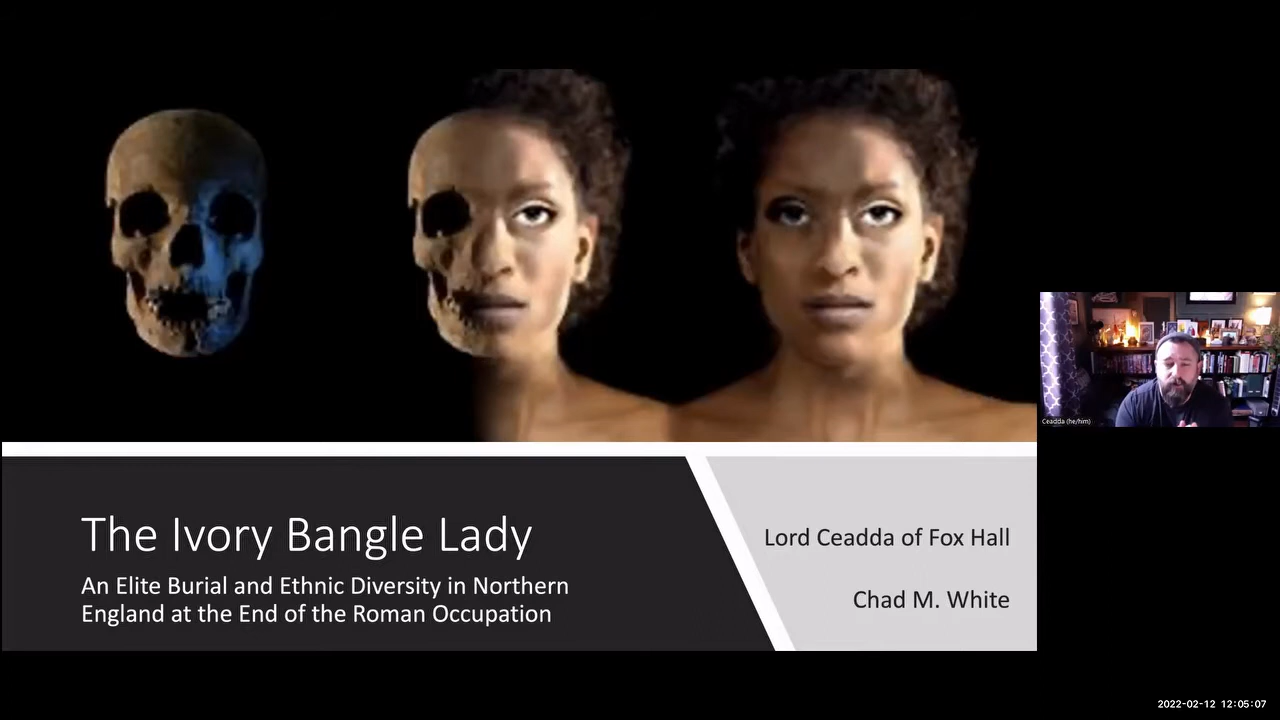 The Ivory Bangle Lady
An Elite Burial and Ethnic Diversity in Northern
England at the End of the Roman Occupation
Lord Ceadda of Fox Hall
Chad M. White
Ceadda (he/him)
2022-02-12 12:05:07